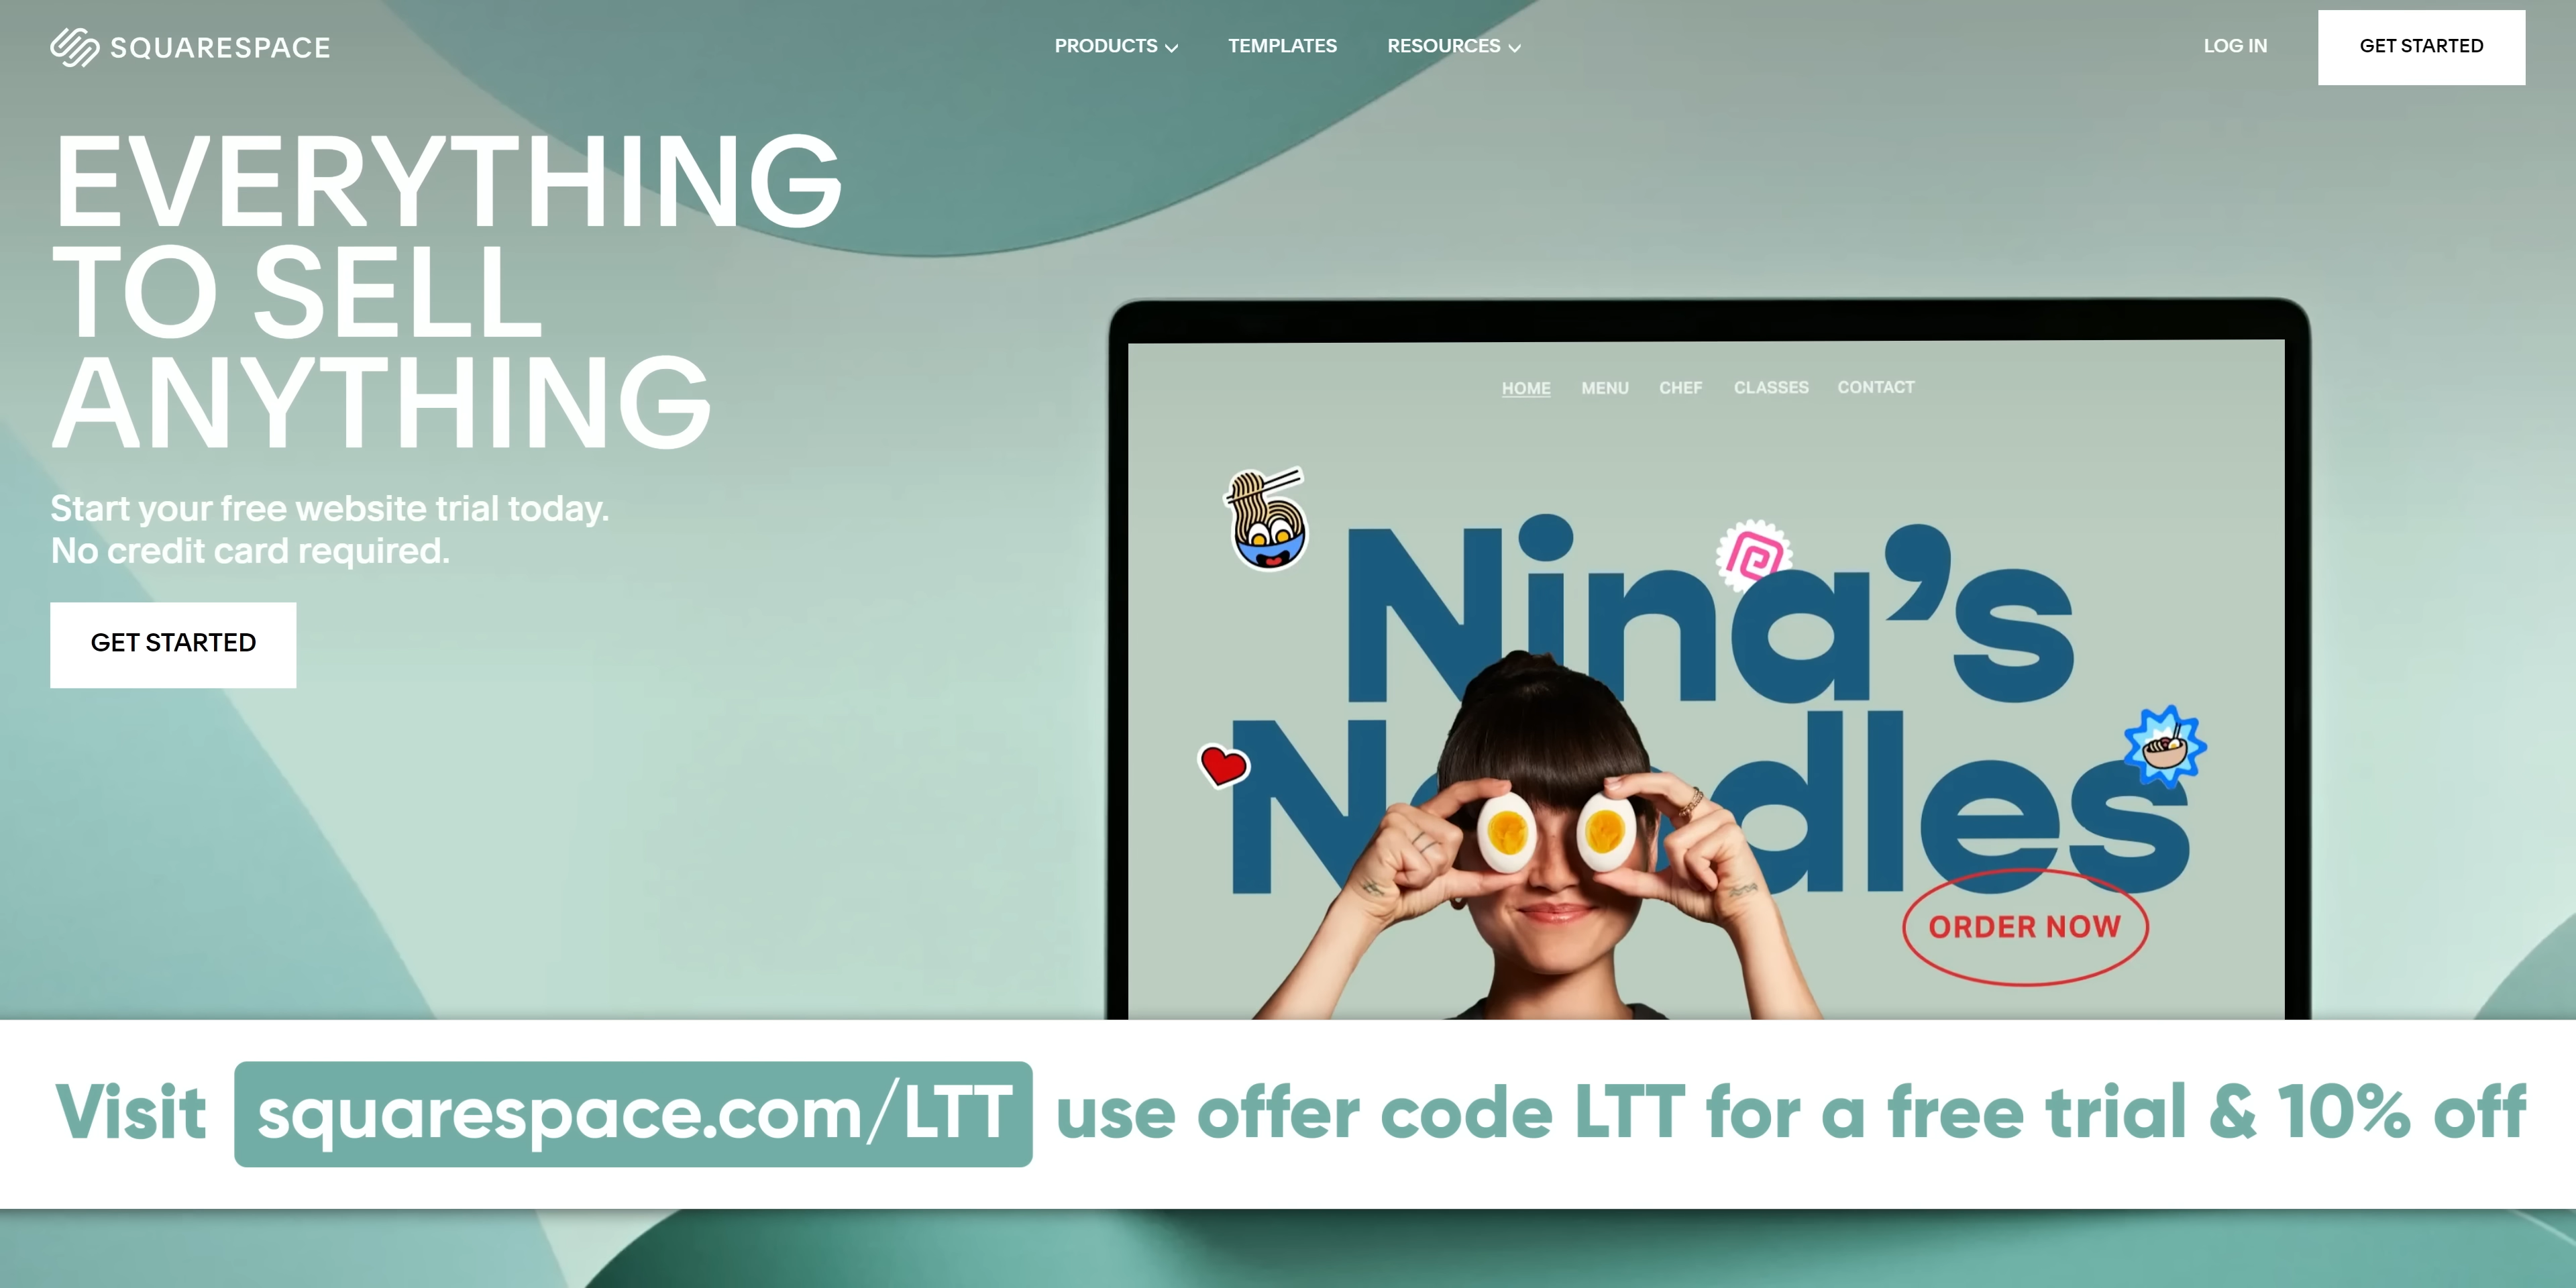 SQUARESPACE
PRODUCTS
TEMPLATES
RESOURCES
LOG IN
GET STARTED
EVERYTHING
TO SELL
ANYTHING
Start your free website trial today.
No credit card required.
GET STARTED
HOME MENU CHEF CLASSES CONTACT
Nina's
Noodles
ORDER NOW
Visit squarespace.com/LTT use offer code LTT for a free trial & 10% off